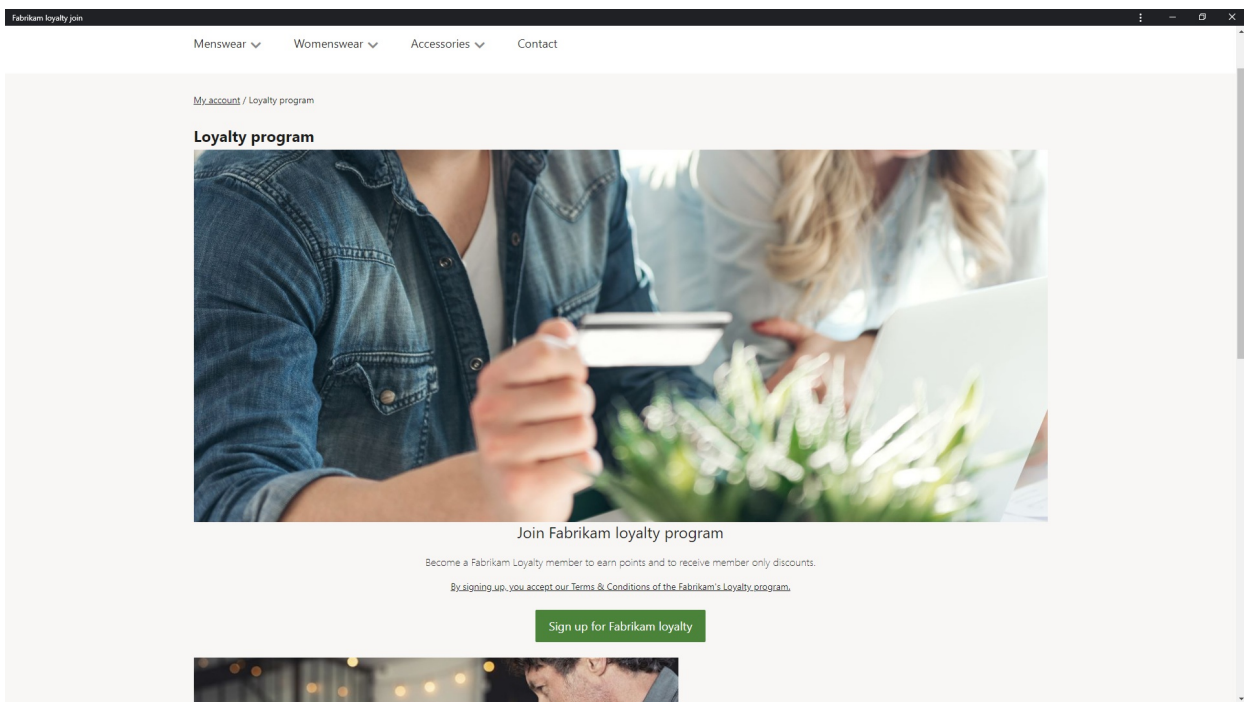 Fabrikam loyalty join
Menswear Womenswear Accessories Contact
My account / Loyalty program
Loyalty program
Join Fabrikam loyalty program
Become a Fabrikam Loyalty member to earn points and to receive member only discounts.
By signing up, you accept our Terms & Conditions of the Fabrikam's Loyalty program.
Sign up for Fabrikam loyalty